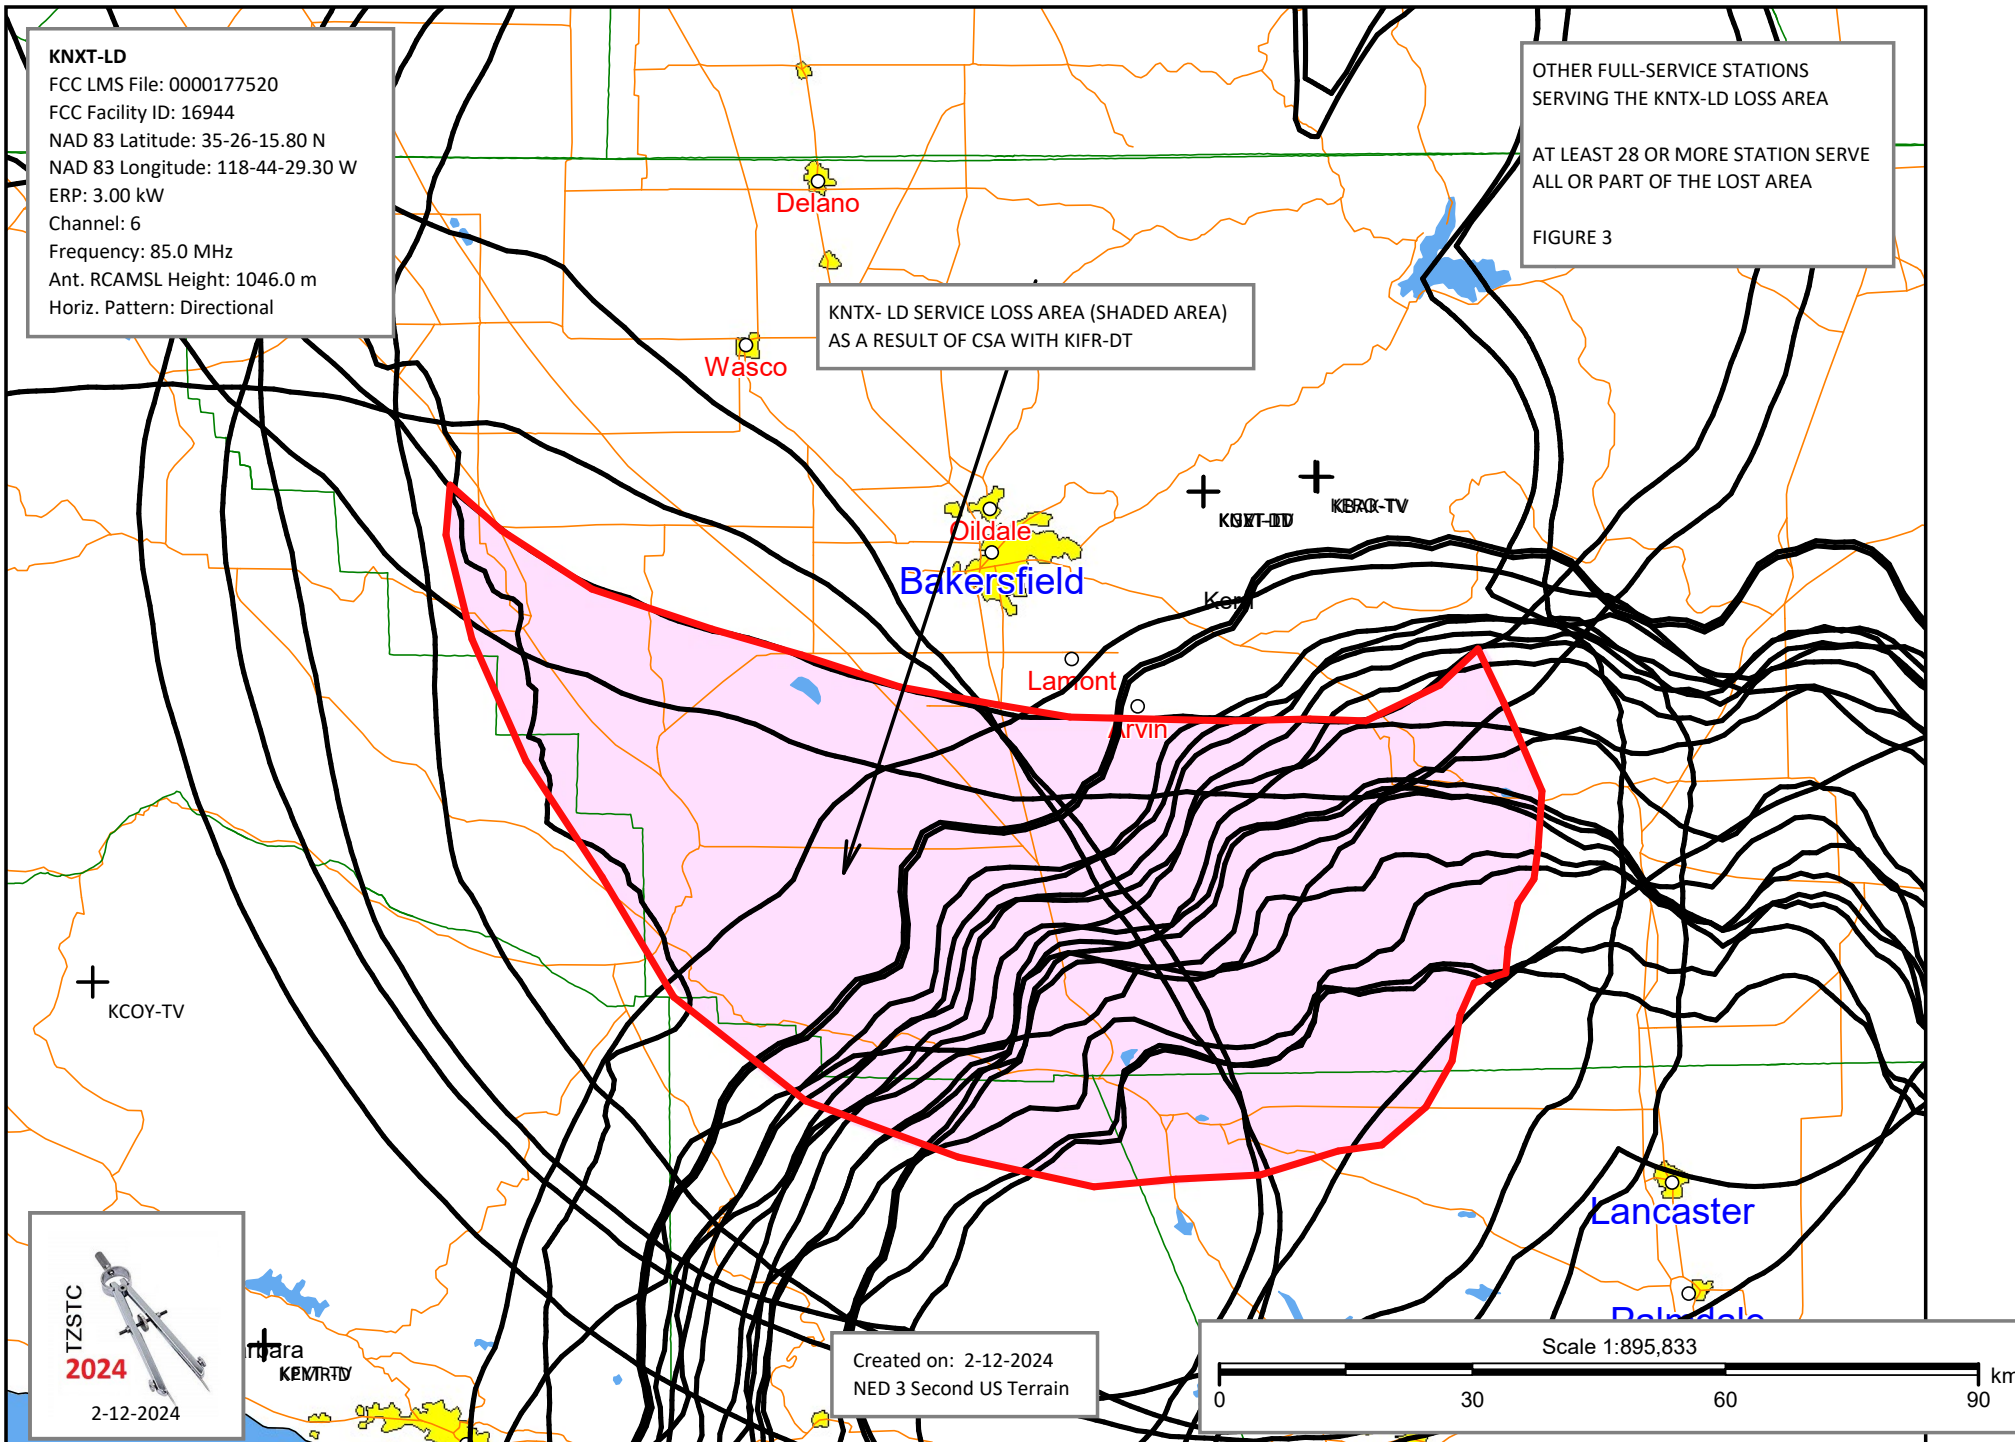 KNXT-LD
FCC LMS File: 0000177520
FCC Facility ID: 16944
NAD 83 Latitude: 35-26-15.80 N
NAD 83 Longitude: 118-44-29.30 W
ERP: 3.00 kW
Channel: 6
Frequency: 85.0 MHz
Ant. RCAMSL Height: 1046.0 m
Horiz. Pattern: Directional
OTHER FULL-SERVICE STATIONS
SERVING THE KNTX-LD LOSS AREA
AT LEAST 28 OR MORE STATION SERVE
ALL OR PART OF THE LOST AREA
FIGURE 3
Delano
KNTX- LD SERVICE LOSS AREA (SHADED AREA)
AS A RESULT OF CSA WITH KIFR-DT
Wasco
Oildale
Bakersfield
Kern
Lamont
Arvin
KCOY-TV
Lancaster
Palmdale
TZSTC
2024
2-12-2024
Created on: 2-12-2024
NED 3 Second US Terrain
Scale 1:895,833
km
0 30 60 90